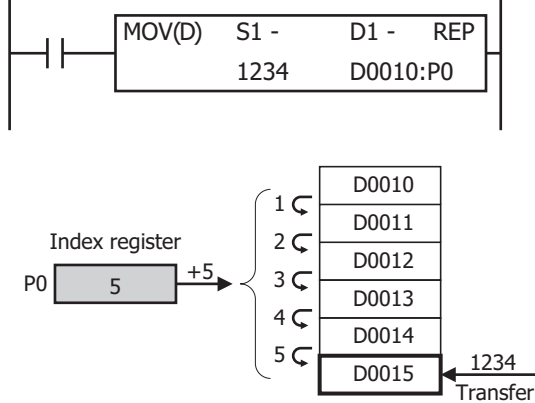 MOV(D) S1 - D1 - REP
1234 D0010:P0
D0010
1
D0011
2
Index register
D0012
+5
3
P0 5
D0013
4
D0014
5
D0015
1234
Transfer